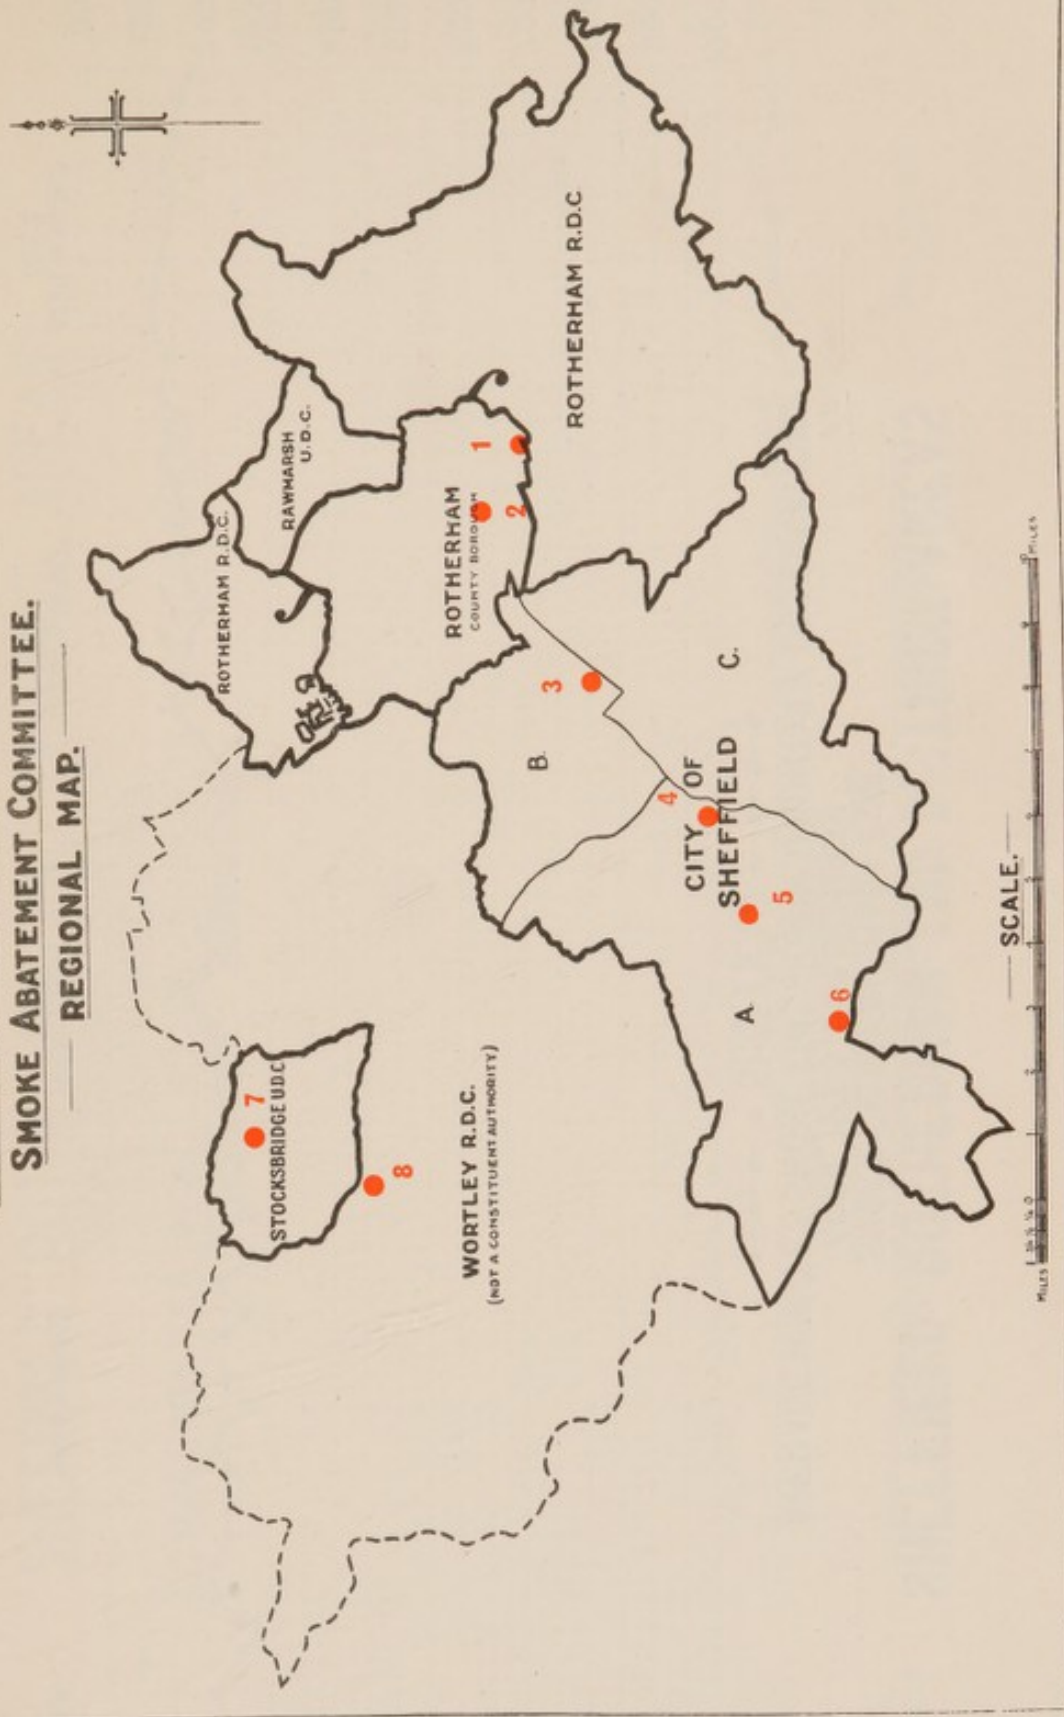 SMOKE ABATEMENT COMMITTEE.
REGIONAL MAP.
ROTHERHAM R.D.C.
RAWMARSH
U.D.C.
STOCKSBRIDGE U.D.C
7
8
ROTHERHAM
COUNTY BOROUGH
1
2
ROTHERHAM R.D.C
WORTLEY R.D.C.
(NOT A CONSTITUENT AUTHORITY)
B.
3
4
CITY OF
SHEFFIELD
C.
5
A.
6
SCALE.
MILES
MILES